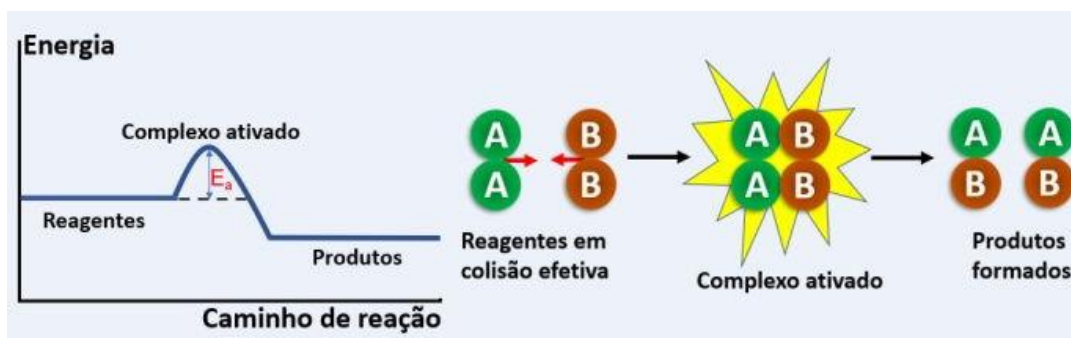 Energia
Complexo ativado
Ea
Reagentes
Produtos
Caminho de reação
A B
A B
Reagentes em
colisão efetiva
A B
A B
Complexo ativado
A A
B B
Produtos
formados